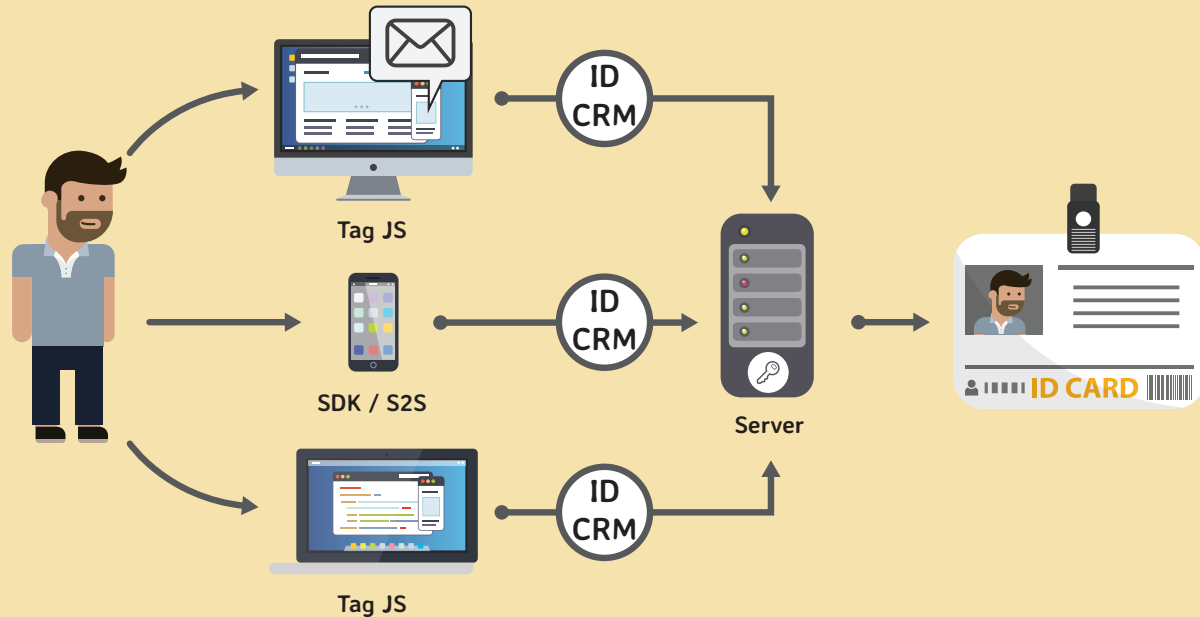 ID
CRM
Tag JS
ID
CRM
SDK / S2S
Server
ID CARD
ID
CRM
Tag JS